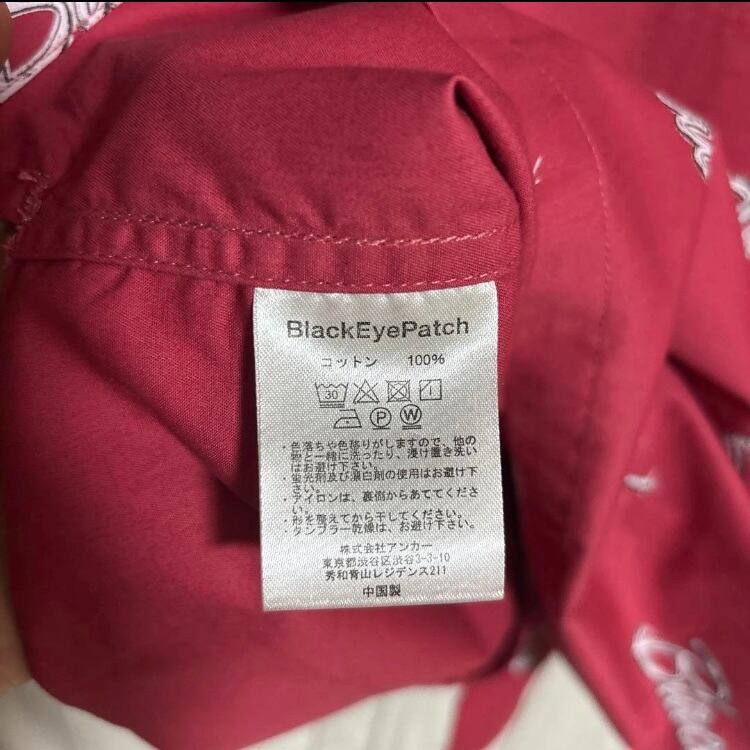 BlackEyePatch
コットン 100%
30
P W
・色落ちや色移りがしますので、他の
物と一緒に洗ったり、浸け置き洗い
はお避け下さい。
・蛍光剤及び漂白剤の使用はお避け下
さい。
・アイロンは、裏側からあててくださ
い。
・形を整えてから干してください。
・タンブラー乾燥は、お避け下さい。
株式会社アンカー
東京都渋谷区渋谷3-3-10
秀和青山レジデンス211
中国製